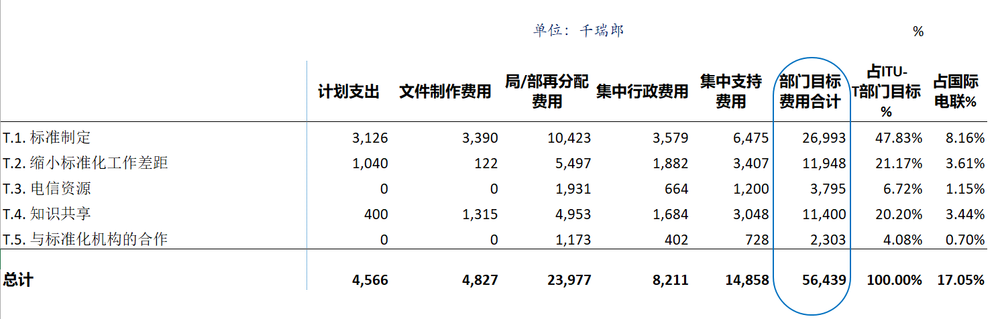 单位：千瑞郎 %
计划支出 文件制作费用 局/部再分配费用 集中行政费用 集中支持费用 部门目标费用合计 占ITU-T部门目标% 占国际电联%
T.1. 标准制定 3,126 3,390 10,423 3,579 6,475 26,993 47.83% 8.16%
T.2. 缩小标准化工作差距 1,040 122 5,497 1,882 3,407 11,948 21.17% 3.61%
T.3. 电信资源 0 0 1,931 664 1,200 3,795 6.72% 1.15%
T.4. 知识共享 400 1,315 4,953 1,684 3,048 11,400 20.20% 3.44%
T.5. 与标准化机构的合作 0 0 1,173 402 728 2,303 4.08% 0.70%
总计 4,566 4,827 23,977 8,211 14,858 56,439 100.00% 17.05%